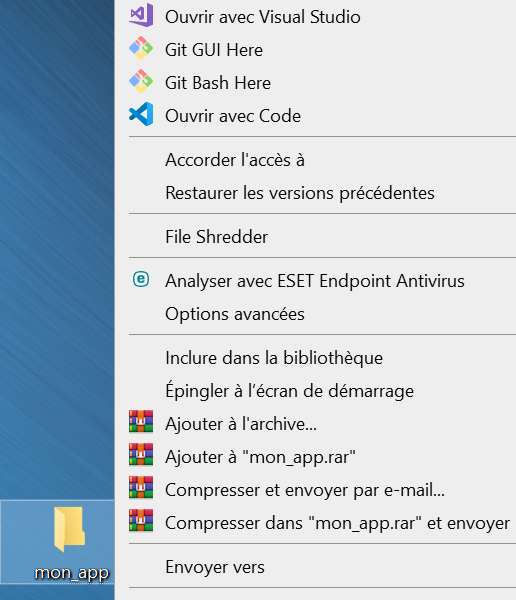 Ouvrir avec Visual Studio
Git GUI Here
Git Bash Here
Ouvrir avec Code
Accorder l'accès à
Restaurer les versions précédentes
File Shredder
Analyser avec ESET Endpoint Antivirus
Options avancées
Inclure dans la bibliothèque
Épingler à l’écran de démarrage
Ajouter à l'archive...
Ajouter à "mon_app.rar"
Compresser et envoyer par e-mail...
Compresser dans "mon_app.rar" et envoyer
Envoyer vers
mon_app